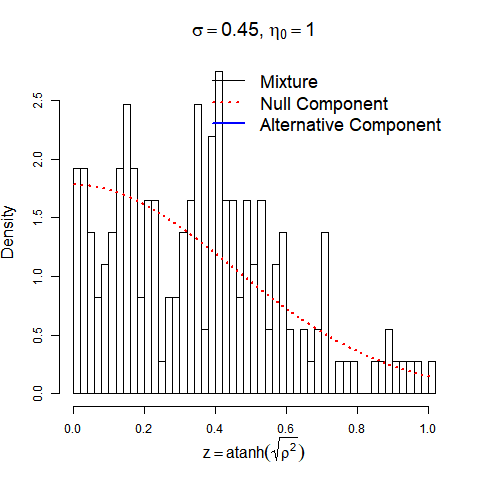 σ = 0.45, η₀ = 1
Mixture
Null Component
Alternative Component
Density
0.0
0.5
1.0
1.5
2.0
2.5
0.0 0.2 0.4 0.6 0.8 1.0
z = atanh(√ρ²)